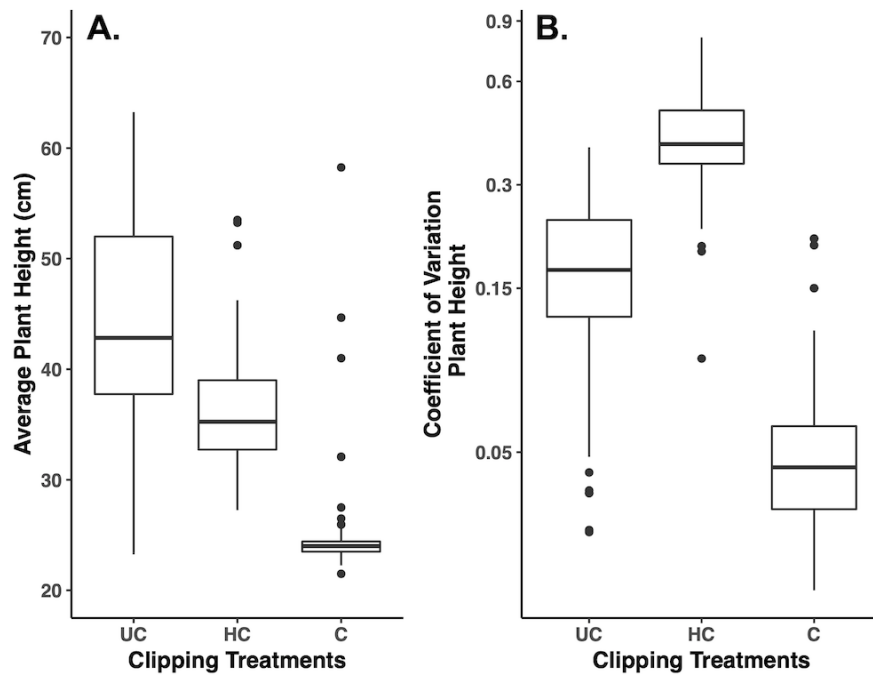 A.
Average Plant Height (cm)
70
60
50
40
30
20
UC HC C
Clipping Treatments
B.
Coefficient of Variation
Plant Height
0.9
0.6
0.3
0.15
0.05
UC HC C
Clipping Treatments